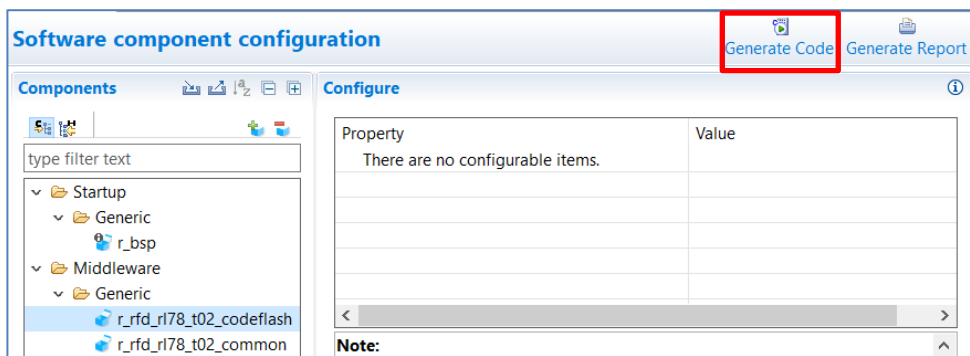 Software component configuration
Generate Code Generate Report
Components
Configure
type filter text
Property Value
There are no configurable items.
Startup
Generic
r_bsp
Middleware
Generic
r_rfd_rl78_t02_codeflash
r_rfd_rl78_t02_common
Note: